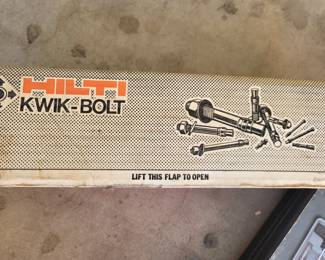 HILTI
KWIK-BOLT
LIFT THIS FLAP TO OPEN